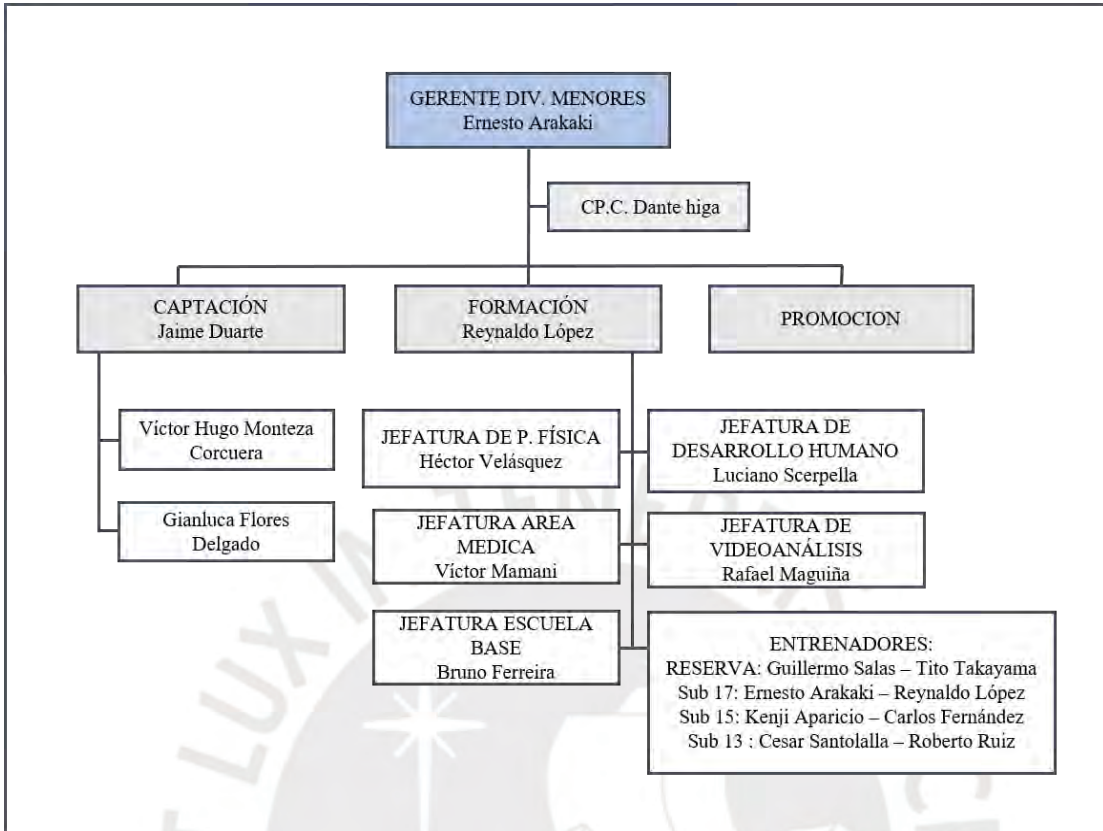 GERENTE DIV. MENORES
Ernesto Arakaki
CP.C. Dante higa
CAPTACIÓN
Jaime Duarte
FORMACIÓN
Reynaldo López
PROMOCION
Víctor Hugo Monteza
Corcuera
Gianluca Flores
Delgado
JEFATURA DE P. FÍSICA
Héctor Velásquez
JEFATURA DE
DESARROLLO HUMANO
Luciano Scerpella
JEFATURA AREA
MEDICA
Víctor Mamani
JEFATURA DE
VIDEOANÁLISIS
Rafael Maguiña
JEFATURA ESCUELA
BASE
Bruno Ferreira
ENTRENADORES:
RESERVA: Guillermo Salas – Tito Takayama
Sub 17: Ernesto Arakaki – Reynaldo López
Sub 15: Kenji Aparicio – Carlos Fernández
Sub 13 : Cesar Santolalla – Roberto Ruiz
LUX IN